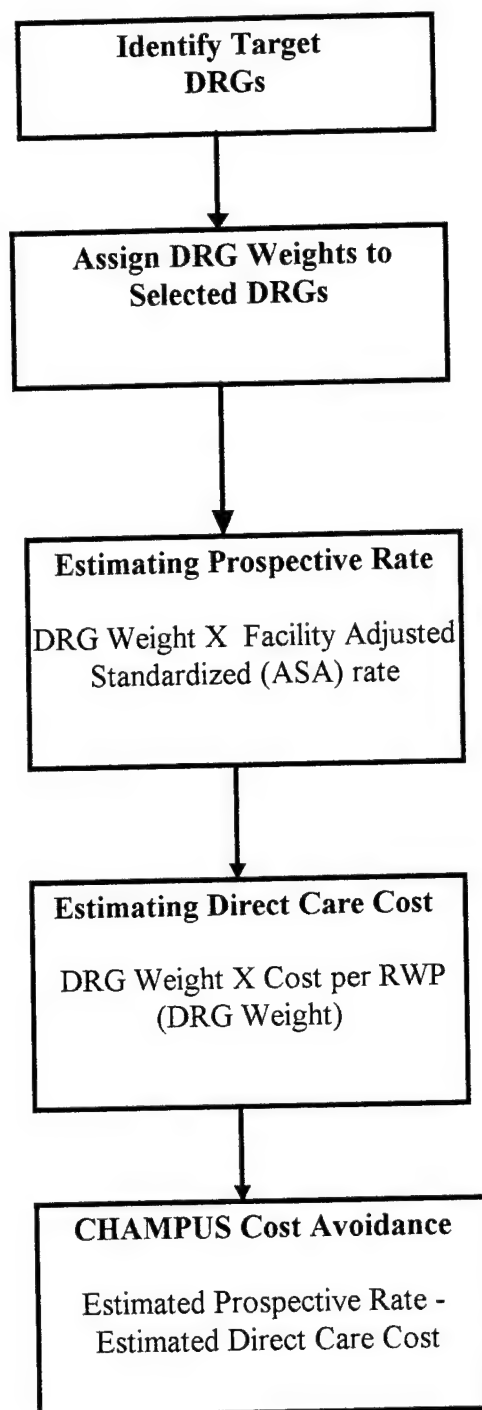 Identify Target
DRGs
Assign DRG Weights to
Selected DRGs
Estimating Prospective Rate
DRG Weight X Facility Adjusted
Standardized (ASA) rate
Estimating Direct Care Cost
DRG Weight X Cost per RWP
(DRG Weight)
CHAMPUS Cost Avoidance
Estimated Prospective Rate -
Estimated Direct Care Cost